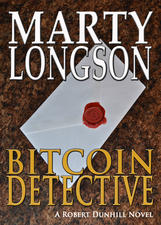 MARTY
LONGSON
BITCOIN
DETECTIVE
A ROBERT DUNHILL NOVEL